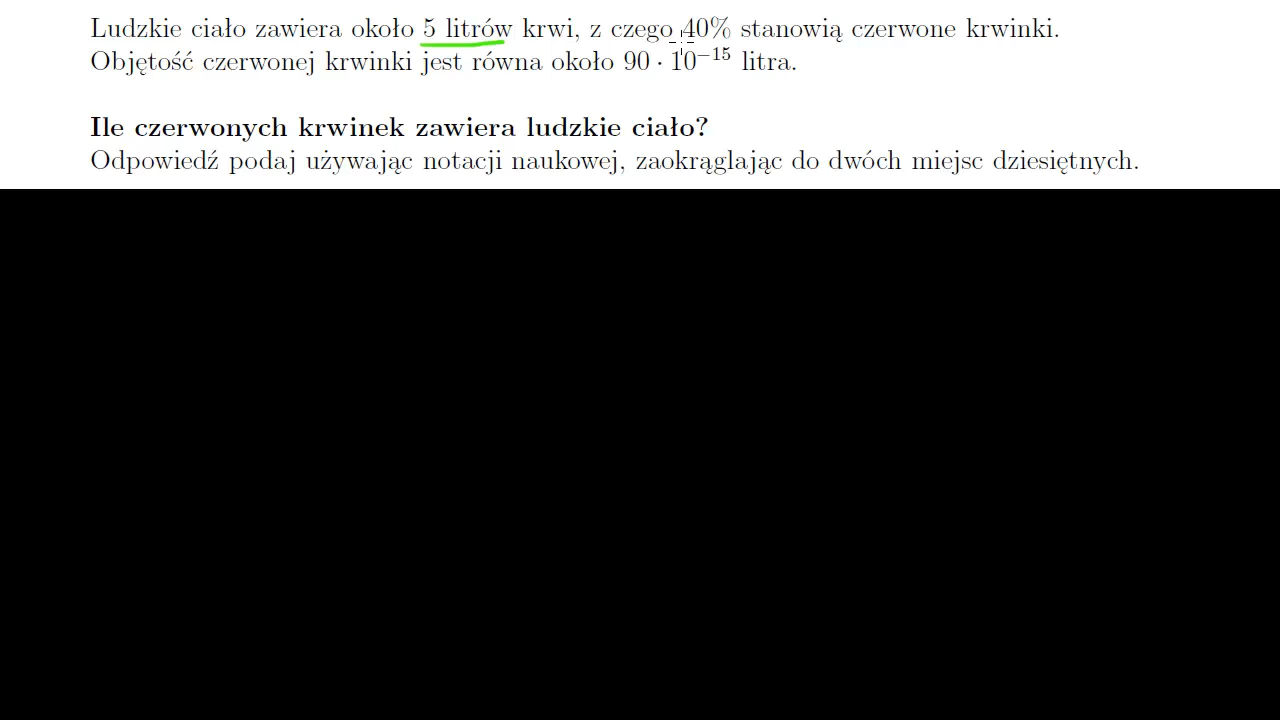 Ludzkie ciało zawiera około 5 litrów krwi, z czego 40% stanowią czerwone krwinki.
Objętość czerwonej krwinki jest równa około 90 · 10⁻¹⁵ litra.
Ile czerwonych krwinek zawiera ludzkie ciało?
Odpowiedź podaj używając notacji naukowej, zaokrąglając do dwóch miejsc dziesiętnych.